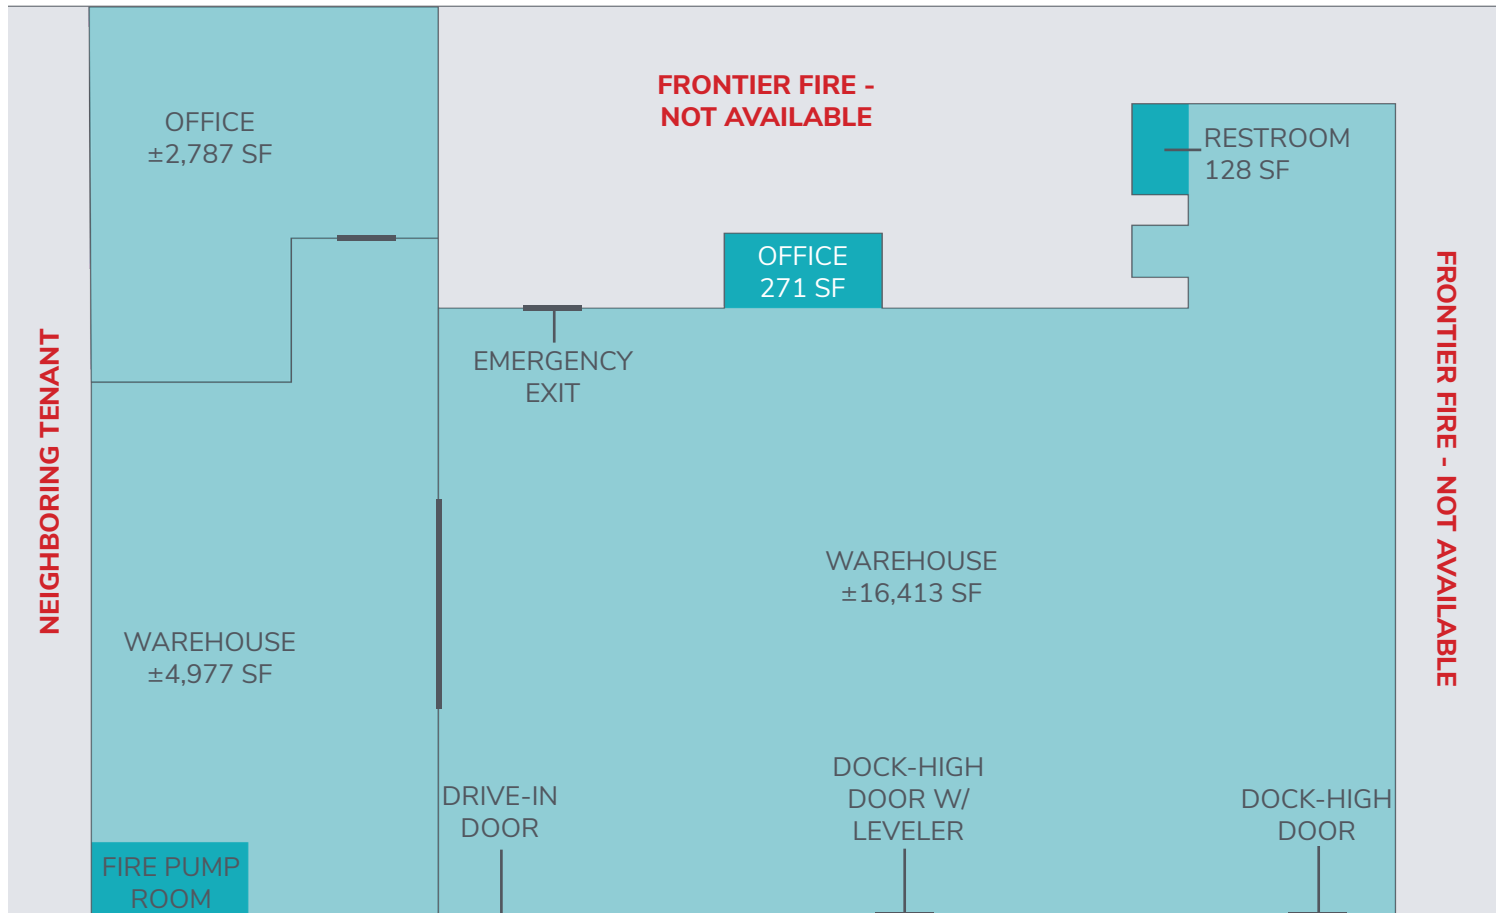 FRONTIER FIRE -
NOT AVAILABLE
OFFICE
±2,787 SF
RESTROOM
128 SF
OFFICE
271 SF
EMERGENCY
EXIT
NEIGHBORING TENANT
FRONTIER FIRE - NOT AVAILABLE
WAREHOUSE
±16,413 SF
WAREHOUSE
±4,977 SF
DRIVE-IN
DOOR
DOCK-HIGH
DOOR W/
LEVELER
DOCK-HIGH
DOOR
FIRE PUMP
ROOM